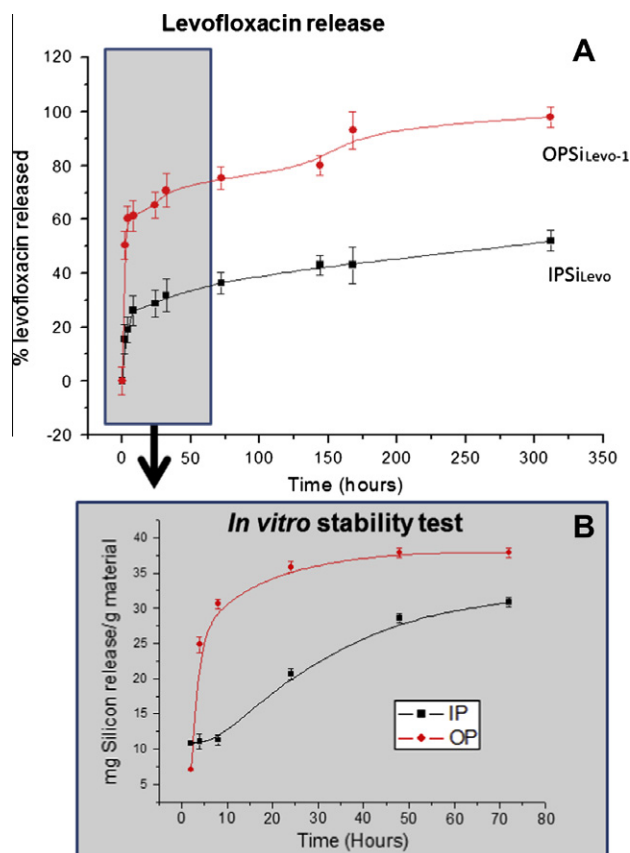 Levofloxacin release
A
120
100
80
60
40
20
0
-20
% levofloxacin released
OPSiLevo-1
IPSiLevo
0 50 100 150 200 250 300 350
Time (hours)
In vitro stability test
B
40
35
30
25
20
15
10
5
mg Silicon release/g material
IP
OP
0 10 20 30 40 50 60 70 80
Time (Hours)